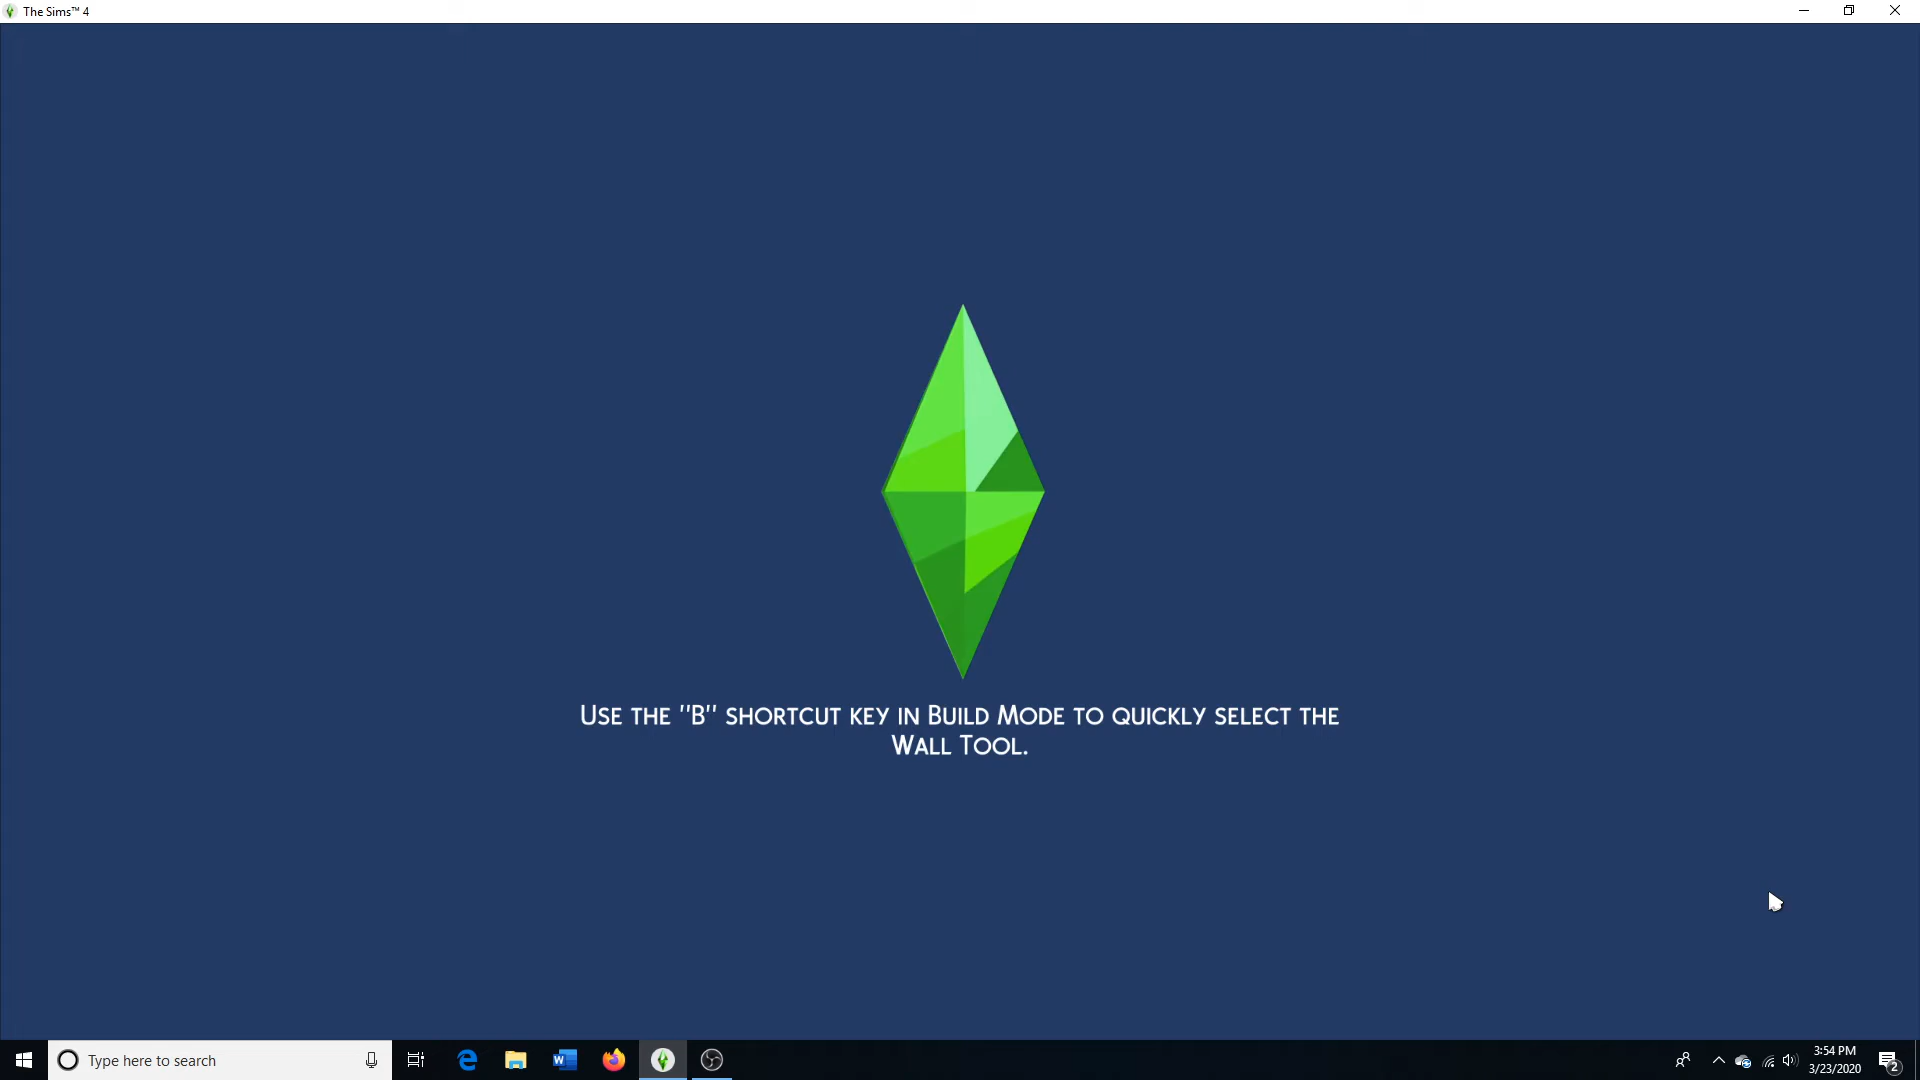 The Sims™ 4
USE THE "B" SHORTCUT KEY IN BUILD MODE TO QUICKLY SELECT THE
WALL TOOL.
Type here to search
3:54 PM
3/23/2020
2